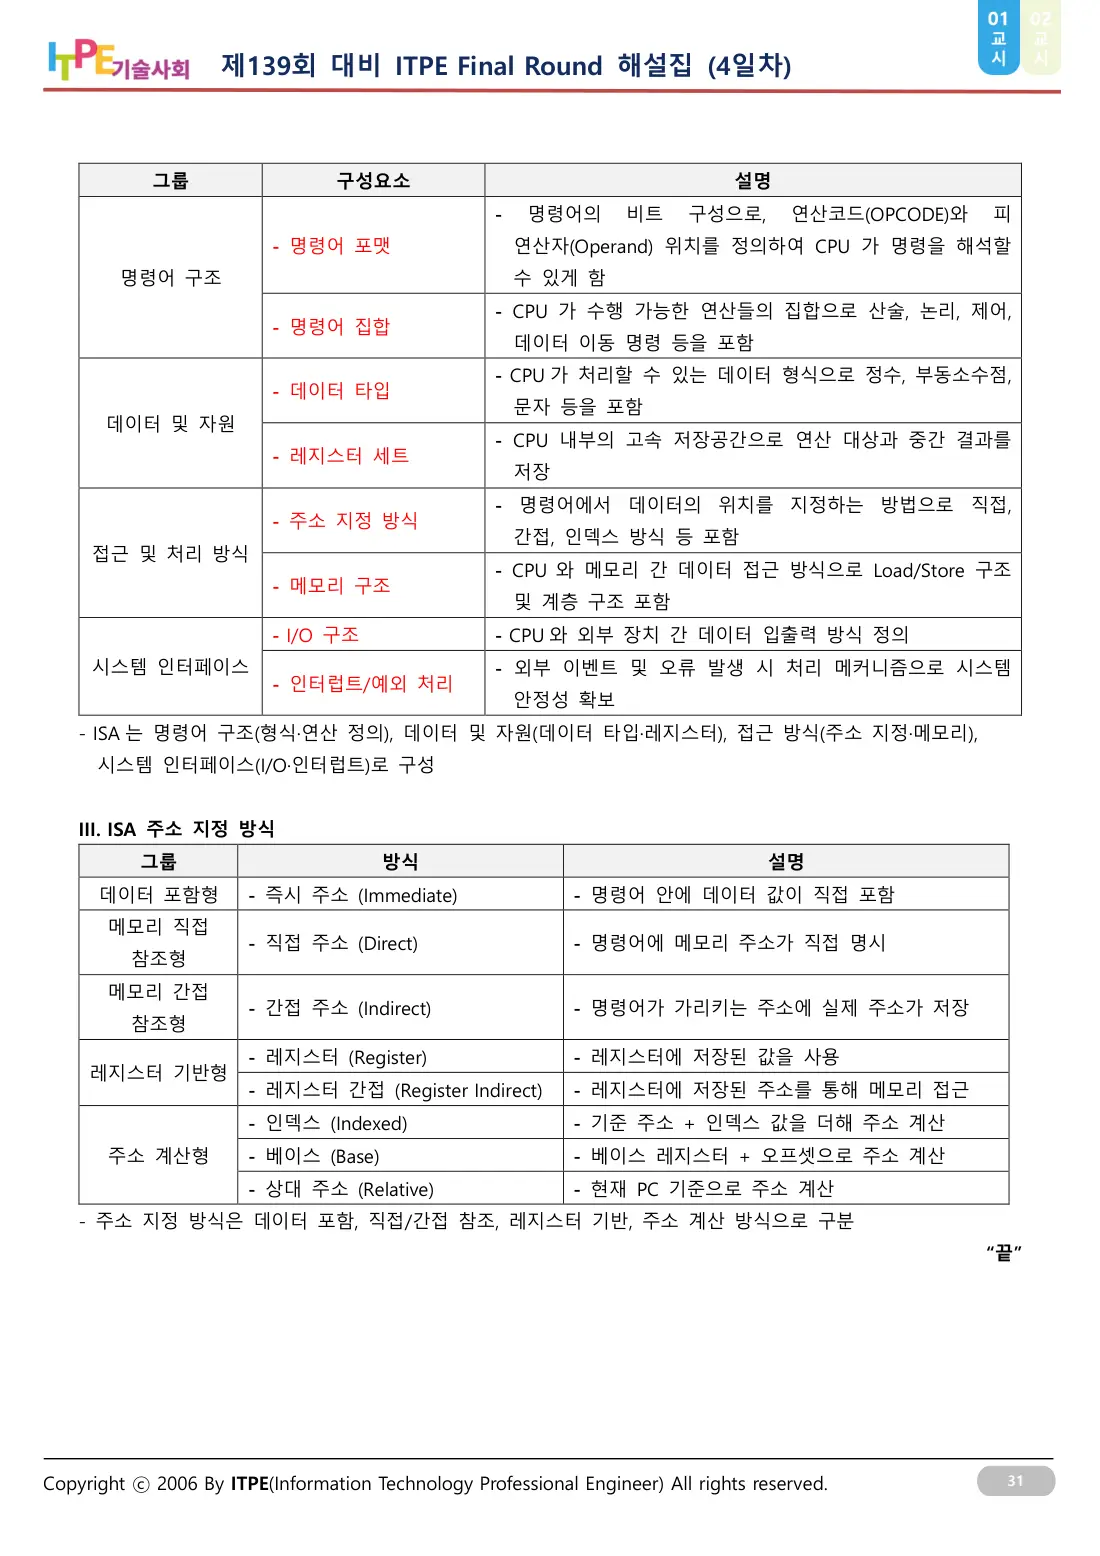 01
교
시
02
교
시
ITPE기술사회 제139회 대비 ITPE Final Round 해설집 (4일차)
그룹 구성요소 설명
명령어 구조
- 명령어 포맷
- 명령어의 비트 구성으로, 연산코드(OPCODE)와 피
연산자(Operand) 위치를 정의하여 CPU 가 명령을 해석할
수 있게 함
- 명령어 집합
- CPU 가 수행 가능한 연산들의 집합으로 산술, 논리, 제어,
데이터 이동 명령 등을 포함
데이터 및 자원
- 데이터 타입
- CPU 가 처리할 수 있는 데이터 형식으로 정수, 부동소수점,
문자 등을 포함
- 레지스터 세트
- CPU 내부의 고속 저장공간으로 연산 대상과 중간 결과를
저장
접근 및 처리 방식
- 주소 지정 방식
- 명령어에서 데이터의 위치를 지정하는 방법으로 직접,
간접, 인덱스 방식 등 포함
- 메모리 구조
- CPU 와 메모리 간 데이터 접근 방식으로 Load/Store 구조
및 계층 구조 포함
시스템 인터페이스
- I/O 구조
- CPU 와 외부 장치 간 데이터 입출력 방식 정의
- 인터럽트/예외 처리
- 외부 이벤트 및 오류 발생 시 처리 메커니즘으로 시스템
안정성 확보
- ISA 는 명령어 구조(형식·연산 정의), 데이터 및 자원(데이터 타입·레지스터), 접근 방식(주소 지정·메모리),
시스템 인터페이스(I/O·인터럽트)로 구성
III. ISA 주소 지정 방식
그룹 방식 설명
데이터 포함형 - 즉시 주소 (Immediate) - 명령어 안에 데이터 값이 직접 포함
메모리 직접
참조형
- 직접 주소 (Direct) - 명령어에 메모리 주소가 직접 명시
메모리 간접
참조형
- 간접 주소 (Indirect) - 명령어가 가리키는 주소에 실제 주소가 저장
레지스터 기반형
- 레지스터 (Register) - 레지스터에 저장된 값을 사용
- 레지스터 간접 (Register Indirect) - 레지스터에 저장된 주소를 통해 메모리 접근
주소 계산형
- 인덱스 (Indexed) - 기준 주소 + 인덱스 값을 더해 주소 계산
- 베이스 (Base) - 베이스 레지스터 + 오프셋으로 주소 계산
- 상대 주소 (Relative) - 현재 PC 기준으로 주소 계산
- 주소 지정 방식은 데이터 포함, 직접/간접 참조, 레지스터 기반, 주소 계산 방식으로 구분
“끝”
Copyright ⓒ 2006 By ITPE(Information Technology Professional Engineer) All rights reserved.
31